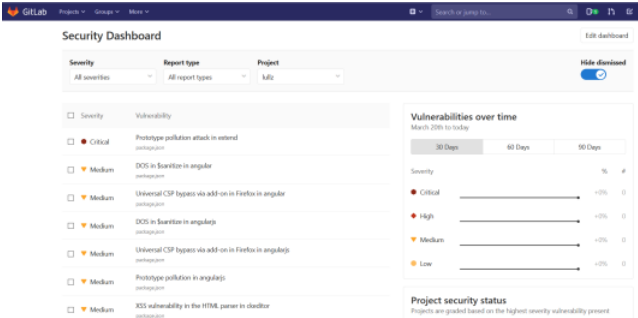 GitLab Projects Groups More Search or jump to...
Security Dashboard
Edit dashboard
Severity Report type Project
Hide dismissed
All severities All report types lullz
Severity Vulnerability
Critical Prototype pollution attack in extend
package.json
Medium DOS in $sanitize in angular
package.json
Medium Universal CSP bypass via add-on in Firefox in angular
package.json
Medium DOS in $sanitize in angularjs
package.json
Medium Universal CSP bypass via add-on in Firefox in angularjs
package.json
Medium Prototype pollution in angularjs
package.json
Medium XSS vulnerability in the HTML parser in ckeditor
package.json
Vulnerabilities over time
March 20th to today
30 Days 60 Days 90 Days
Severity % #
Critical +0% 0
High +0% 0
Medium +0% 0
Low +0% 0
Project security status
Projects are graded based on the highest severity vulnerability present